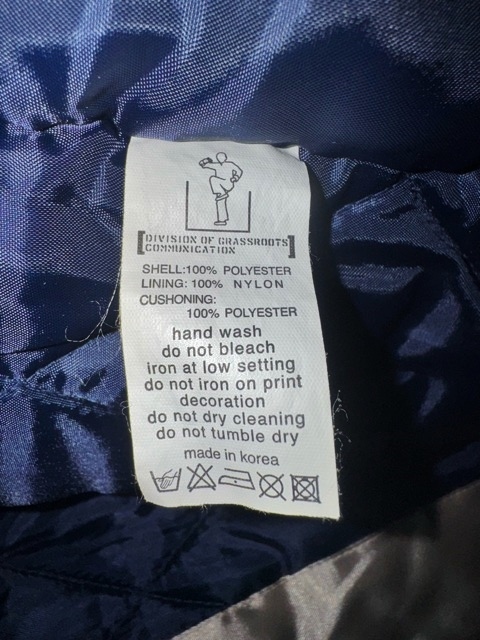 [DIVISION OF GRASSROOTS
COMMUNICATION]
SHELL:100% POLYESTER
LINING: 100% NYLON
CUSHIONING:
100% POLYESTER
hand wash
do not bleach
iron at low setting
do not iron on print
decoration
do not dry cleaning
do not tumble dry
made in korea